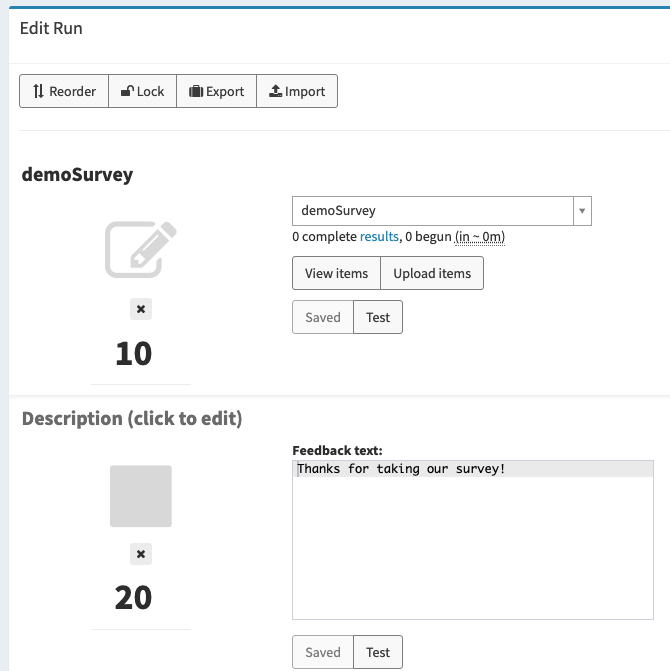 Edit Run
Reorder Lock Export Import
demoSurvey
demoSurvey
0 complete results, 0 begun (in ~ 0m)
View items Upload items
Saved Test
10
Description (click to edit)
Feedback text:
Thanks for taking our survey!
20
Saved Test